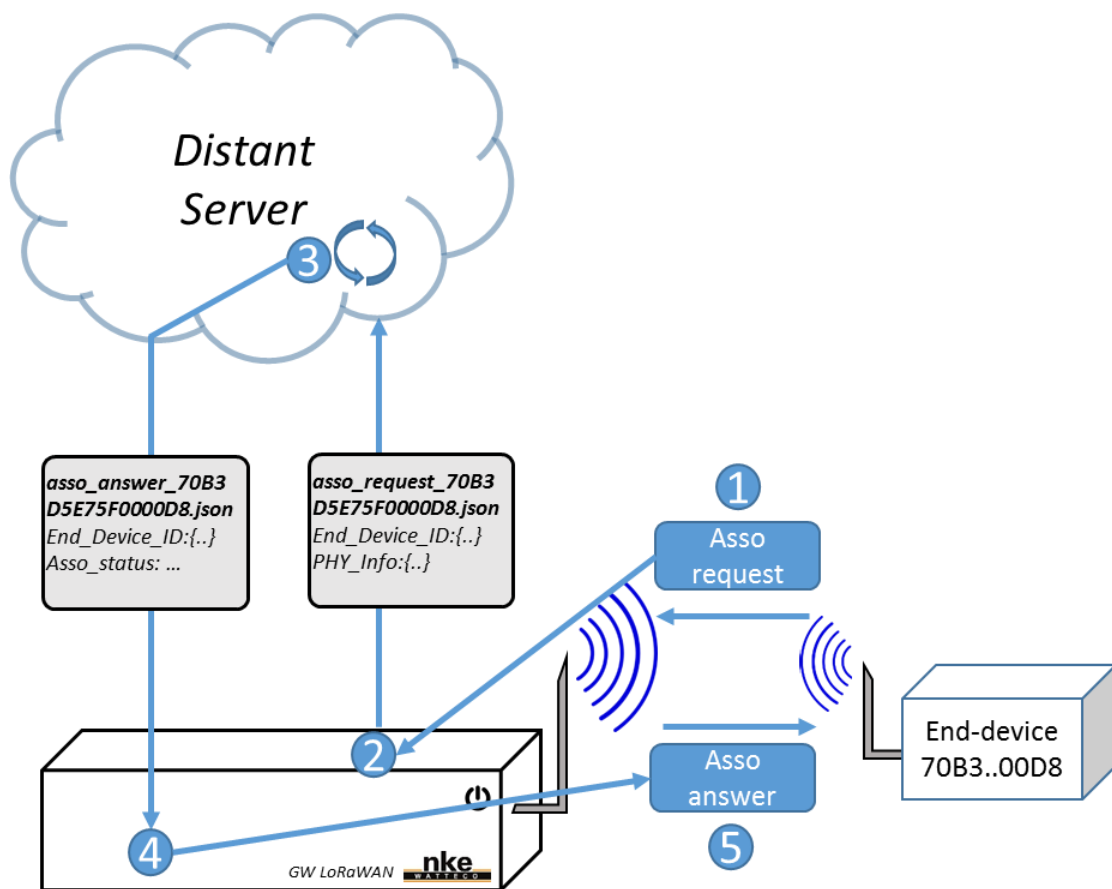 Distant
Server
3
asso_answer_70B3
D5E75F0000D8.json
End_Device_ID:{..}
Asso_status: ...
asso_request_70B3
D5E75F0000D8.json
End_Device_ID:{..}
PHY_Info:{..}
1
Asso
request
2
End-device
70B3..00D8
Asso
answer
4
5
GW LoRaWAN
nke
WATTECO